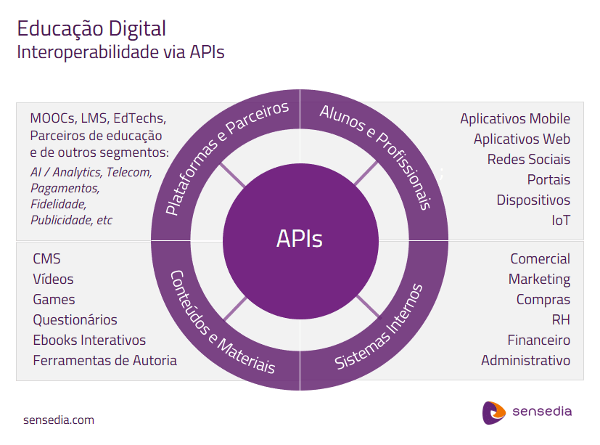 Educação Digital
Interoperabilidade via APIs
MOOCs, LMS, EdTechs,
Parceiros de educação
e de outros segmentos:
AI / Analytics, Telecom,
Pagamentos,
Fidelidade,
Publicidade, etc
Plataformas e Parceiros
Alunos e Profissionais
Aplicativos Mobile
Aplicativos Web
Redes Sociais
Portais
Dispositivos
IoT
APIs
CMS
Vídeos
Games
Questionários
Ebooks Interativos
Ferramentas de Autoria
Conteúdos e Materiais
Sistemas Internos
Comercial
Marketing
Compras
RH
Financeiro
Administrativo
sensedia.com
sensedia